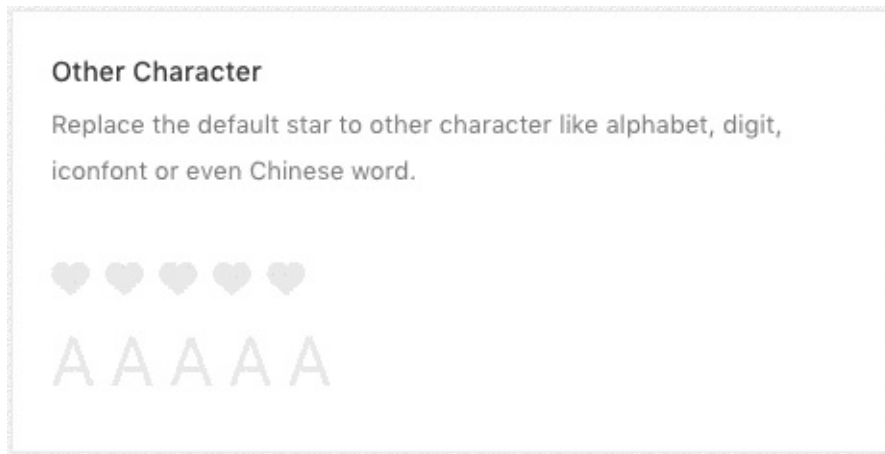 Other Character
Replace the default star to other character like alphabet, digit,
iconfont or even Chinese word.
A A A A A